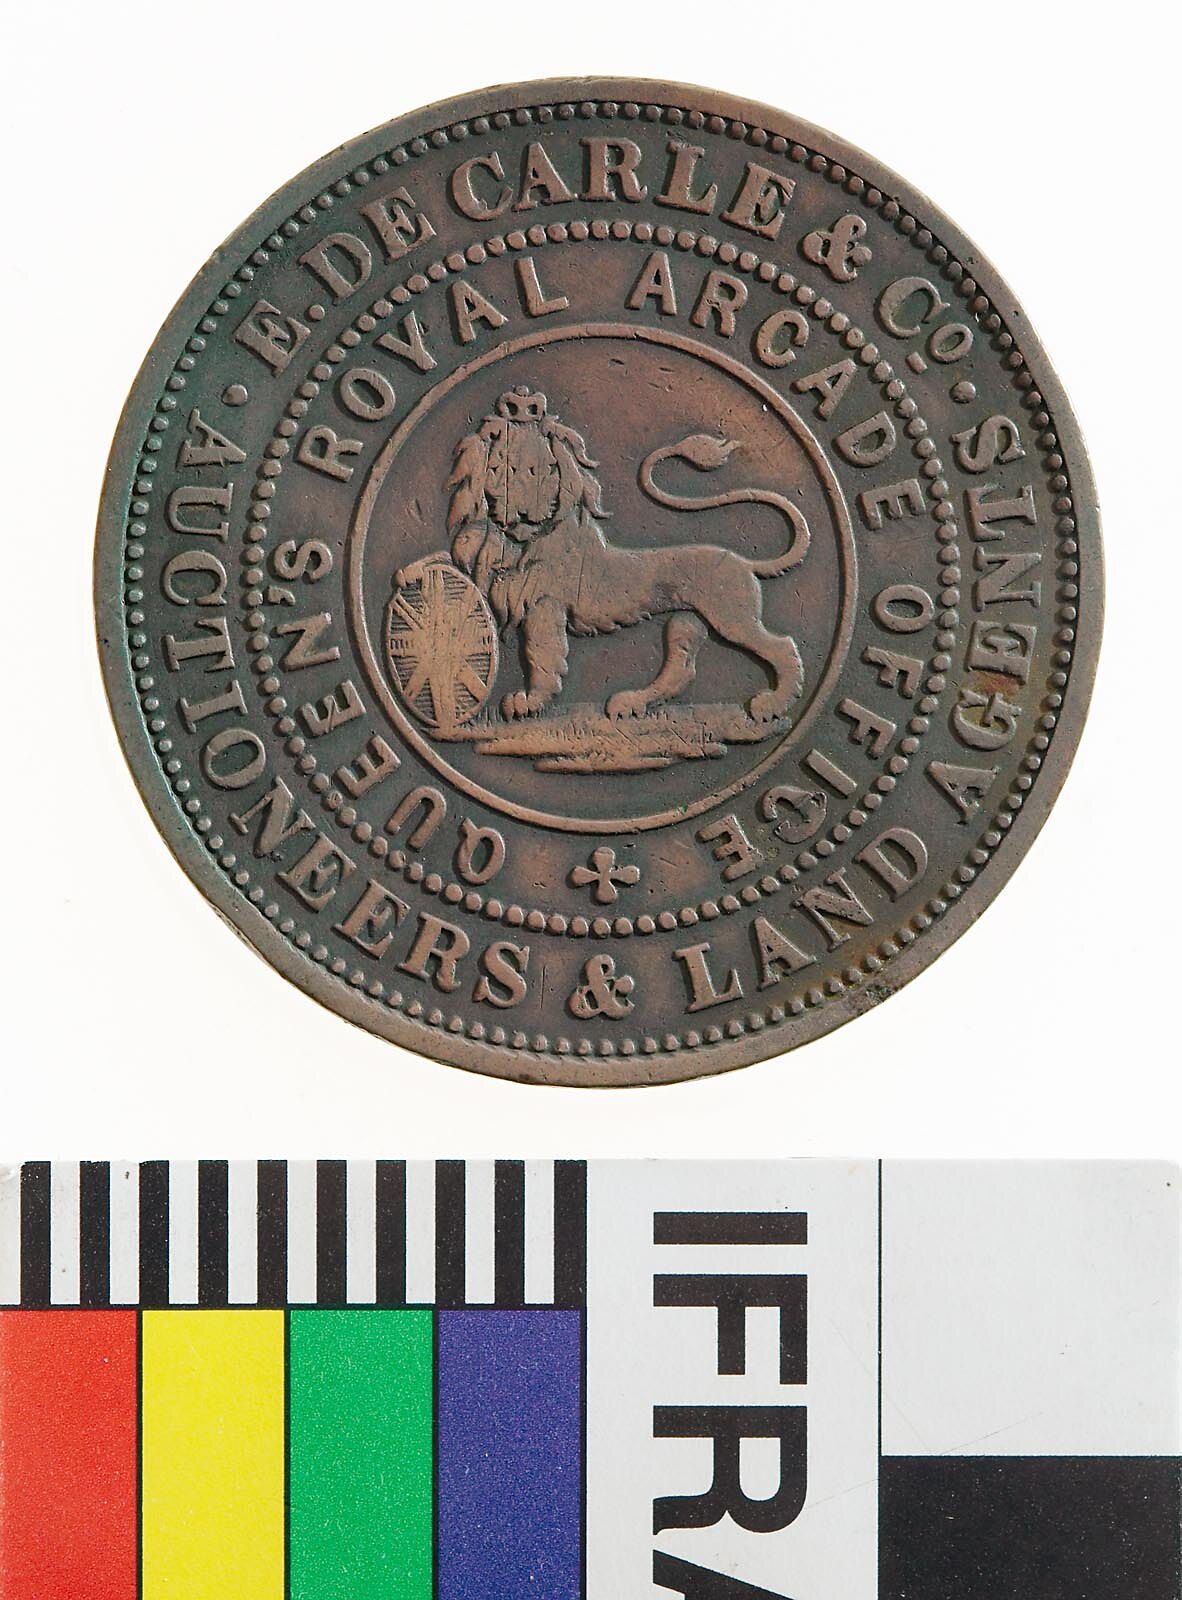 E. DE CARLE & Co. AUCTIONEERS & LAND AGENTS
QUEEN'S ROYAL ARCADE OFFICE
IFRA